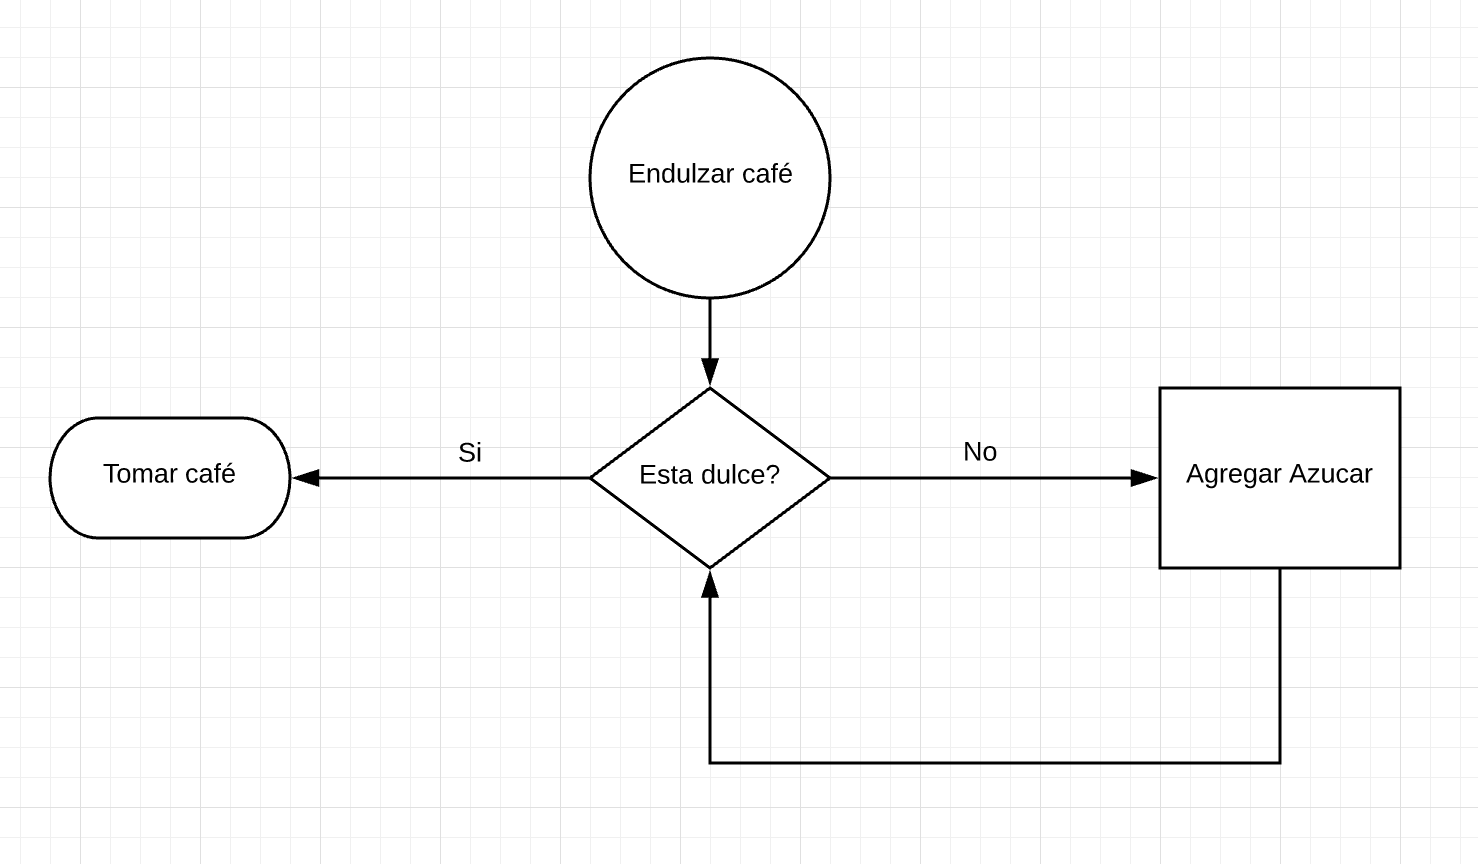 Endulzar café
Tomar café
Si
Esta dulce?
No
Agregar Azucar